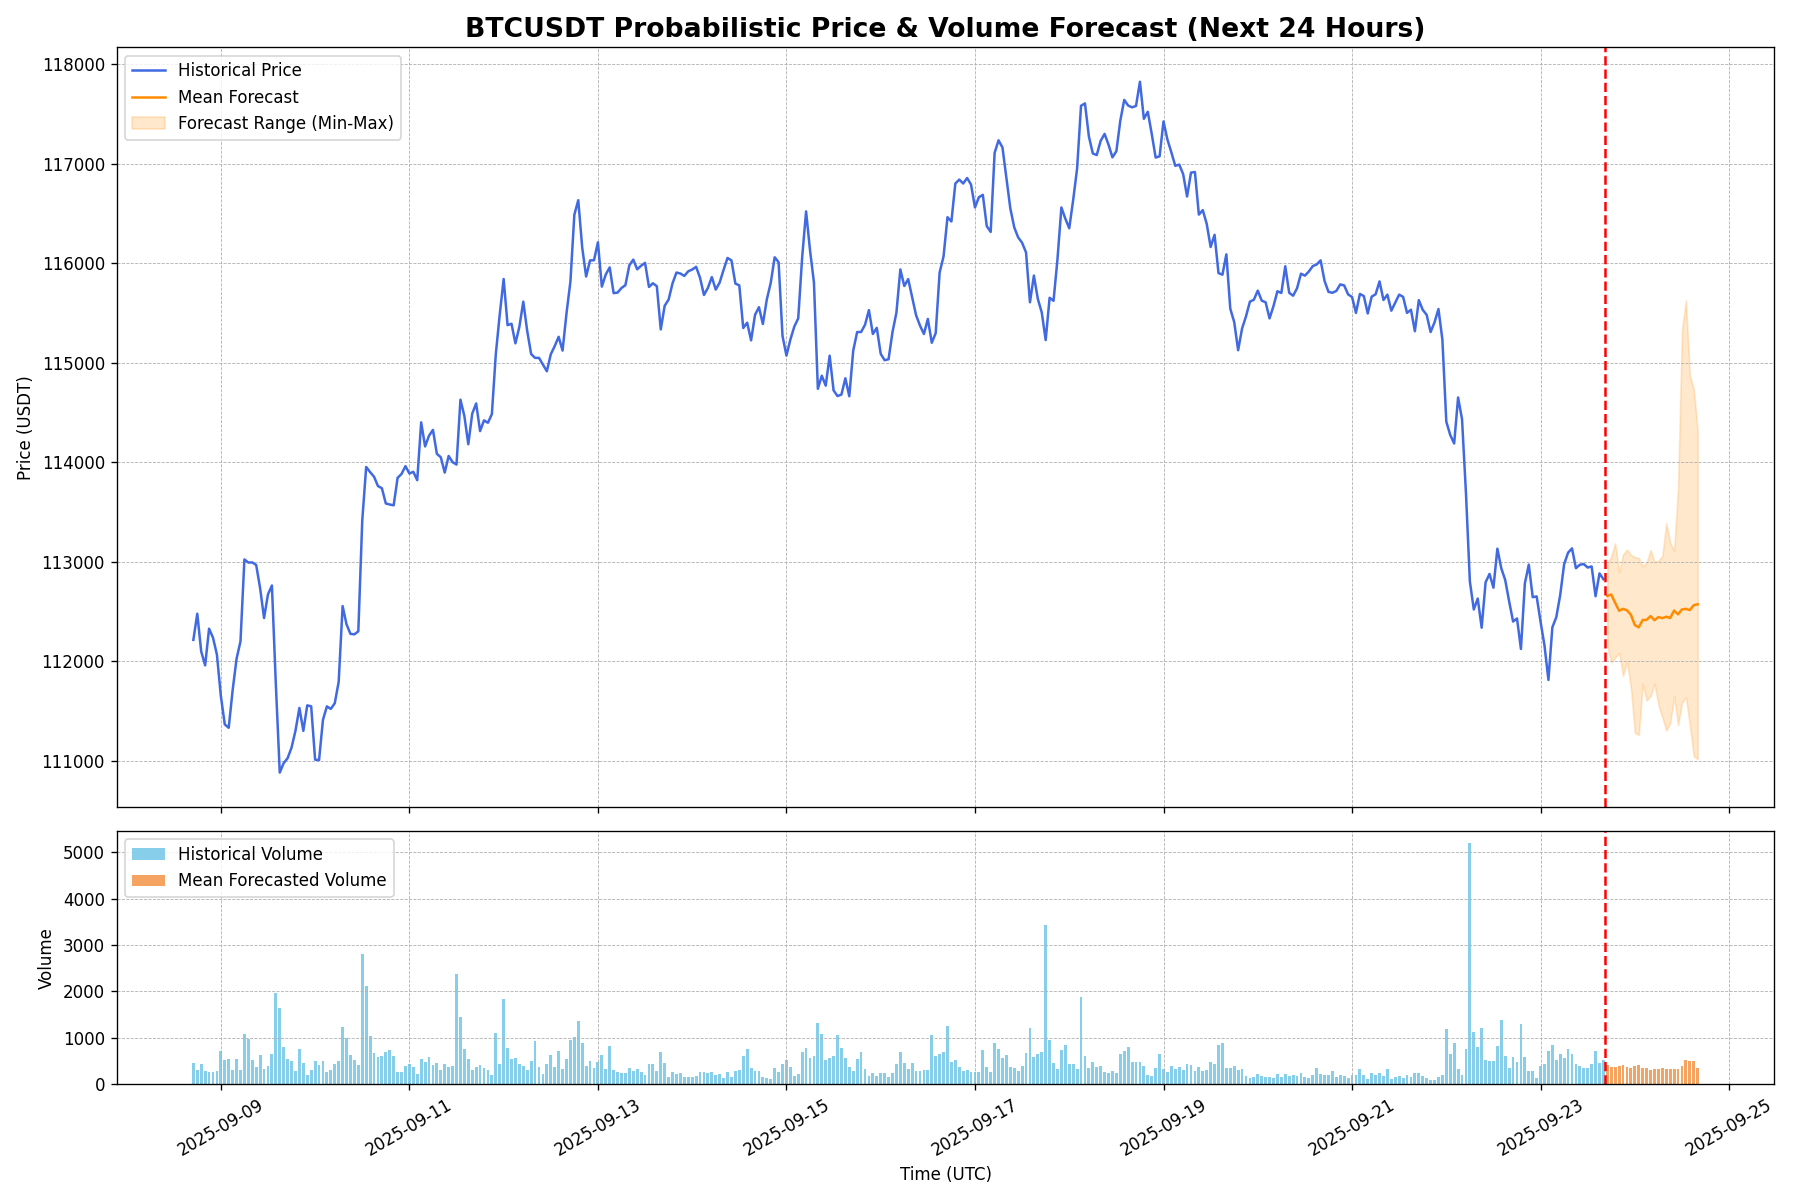 BTCUSDT Probabilistic Price & Volume Forecast (Next 24 Hours)
Historical Price
Mean Forecast
Forecast Range (Min-Max)
118000
117000
116000
115000
114000
113000
112000
111000
Price (USDT)
Historical Volume
Mean Forecasted Volume
5000
4000
3000
2000
1000
0
Volume
2025-09-09
2025-09-11
2025-09-13
2025-09-15
2025-09-17
2025-09-19
2025-09-21
2025-09-23
2025-09-25
Time (UTC)